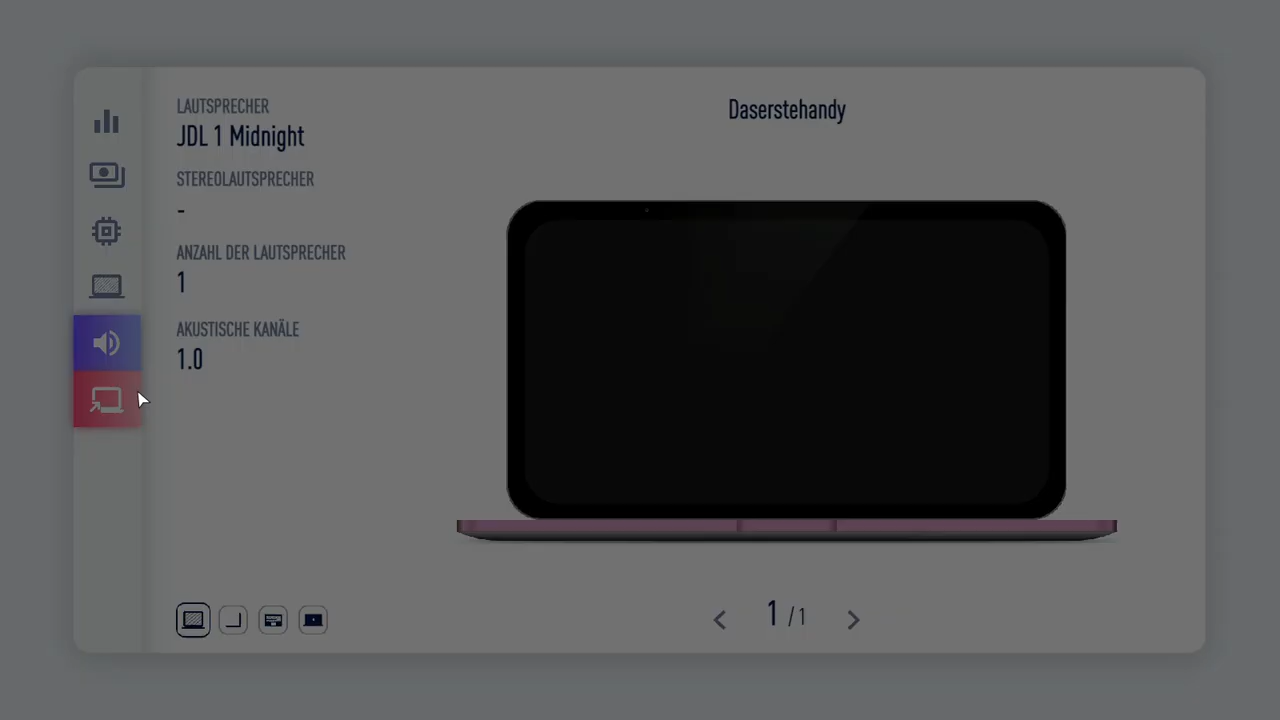 LAUTSPRECHER
JDL 1 Midnight
STEREOLAUTSPRECHER
-
ANZAHL DER LAUTSPRECHER
1
AKUSTISCHE KANÄLE
1.0
Daserstehandy
1 / 1